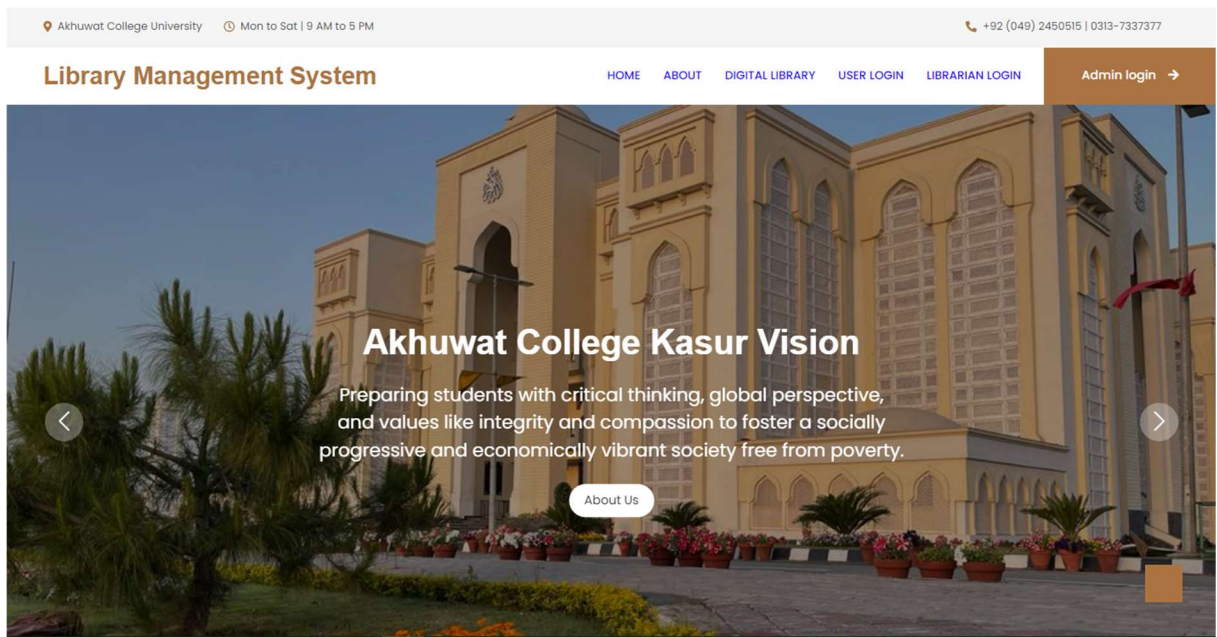 Akhuwat College University
Mon to Sat | 9 AM to 5 PM
+92 (049) 2450515 | 0313-7337377
Library Management System
HOME
ABOUT
DIGITAL LIBRARY
USER LOGIN
LIBRARIAN LOGIN
Admin login
Akhuwat College Kasur Vision
Preparing students with critical thinking, global perspective,
and values like integrity and compassion to foster a socially
progressive and economically vibrant society free from poverty.
About Us